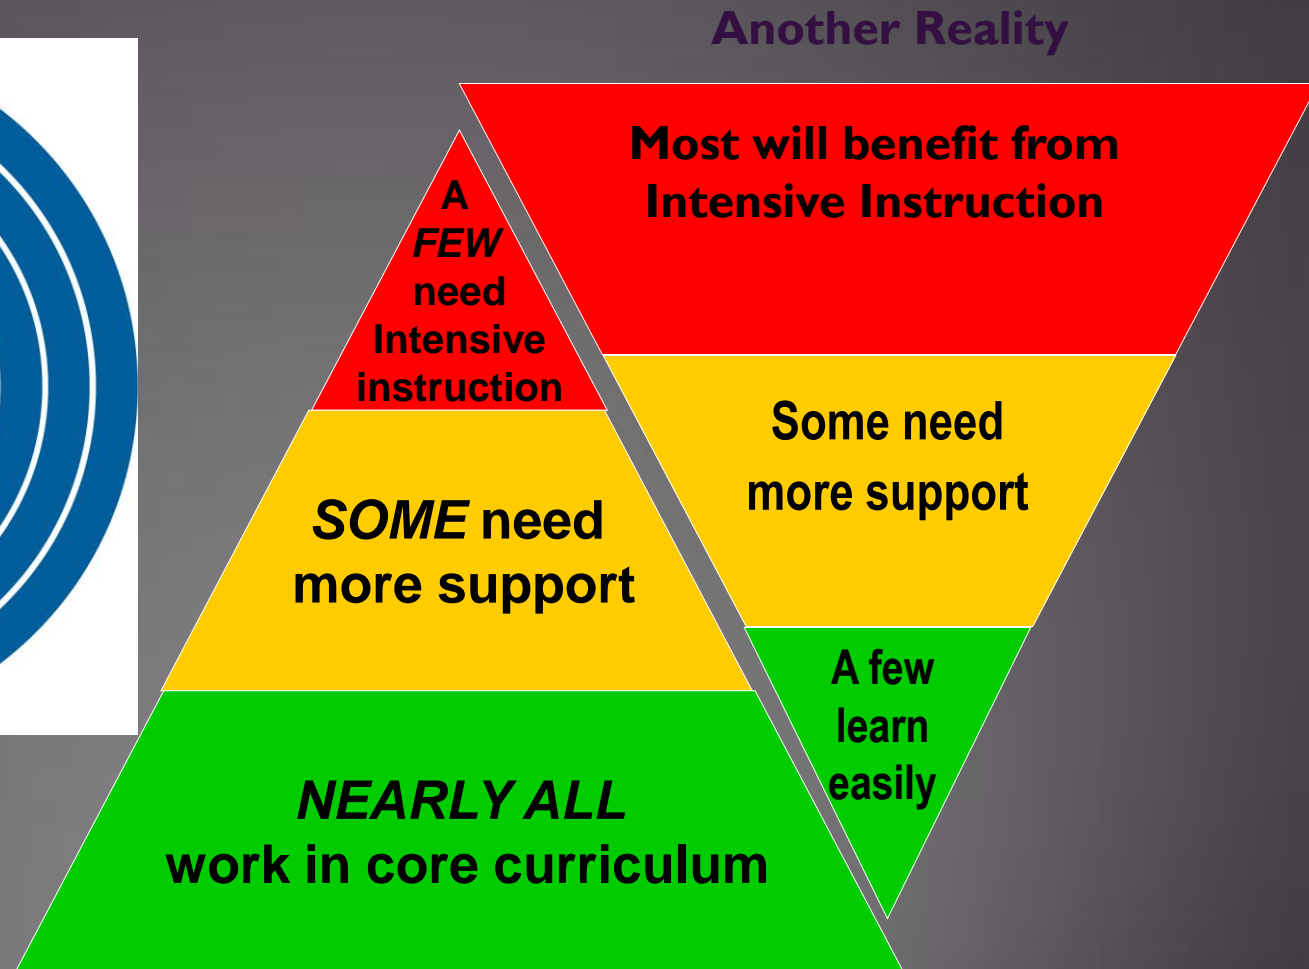 Another Reality
A
FEW
need
Intensive
instruction
SOME need
more support
NEARLY ALL
work in core curriculum
Most will benefit from
Intensive Instruction
Some need
more support
A few
learn
easily